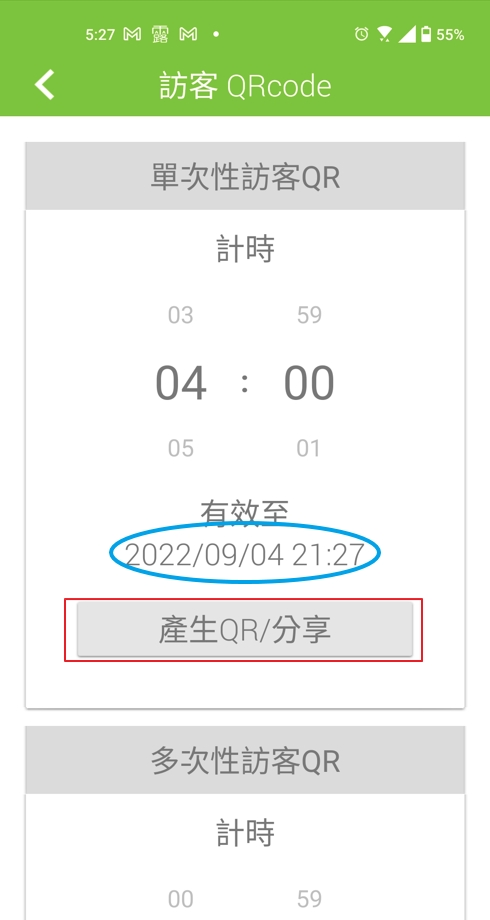 5:27 露 55%
訪客 QRcode
單次性訪客QR
計時
03 59
04 : 00
05 01
有效至
2022/09/04 21:27
產生QR/分享
多次性訪客QR
計時
00 59